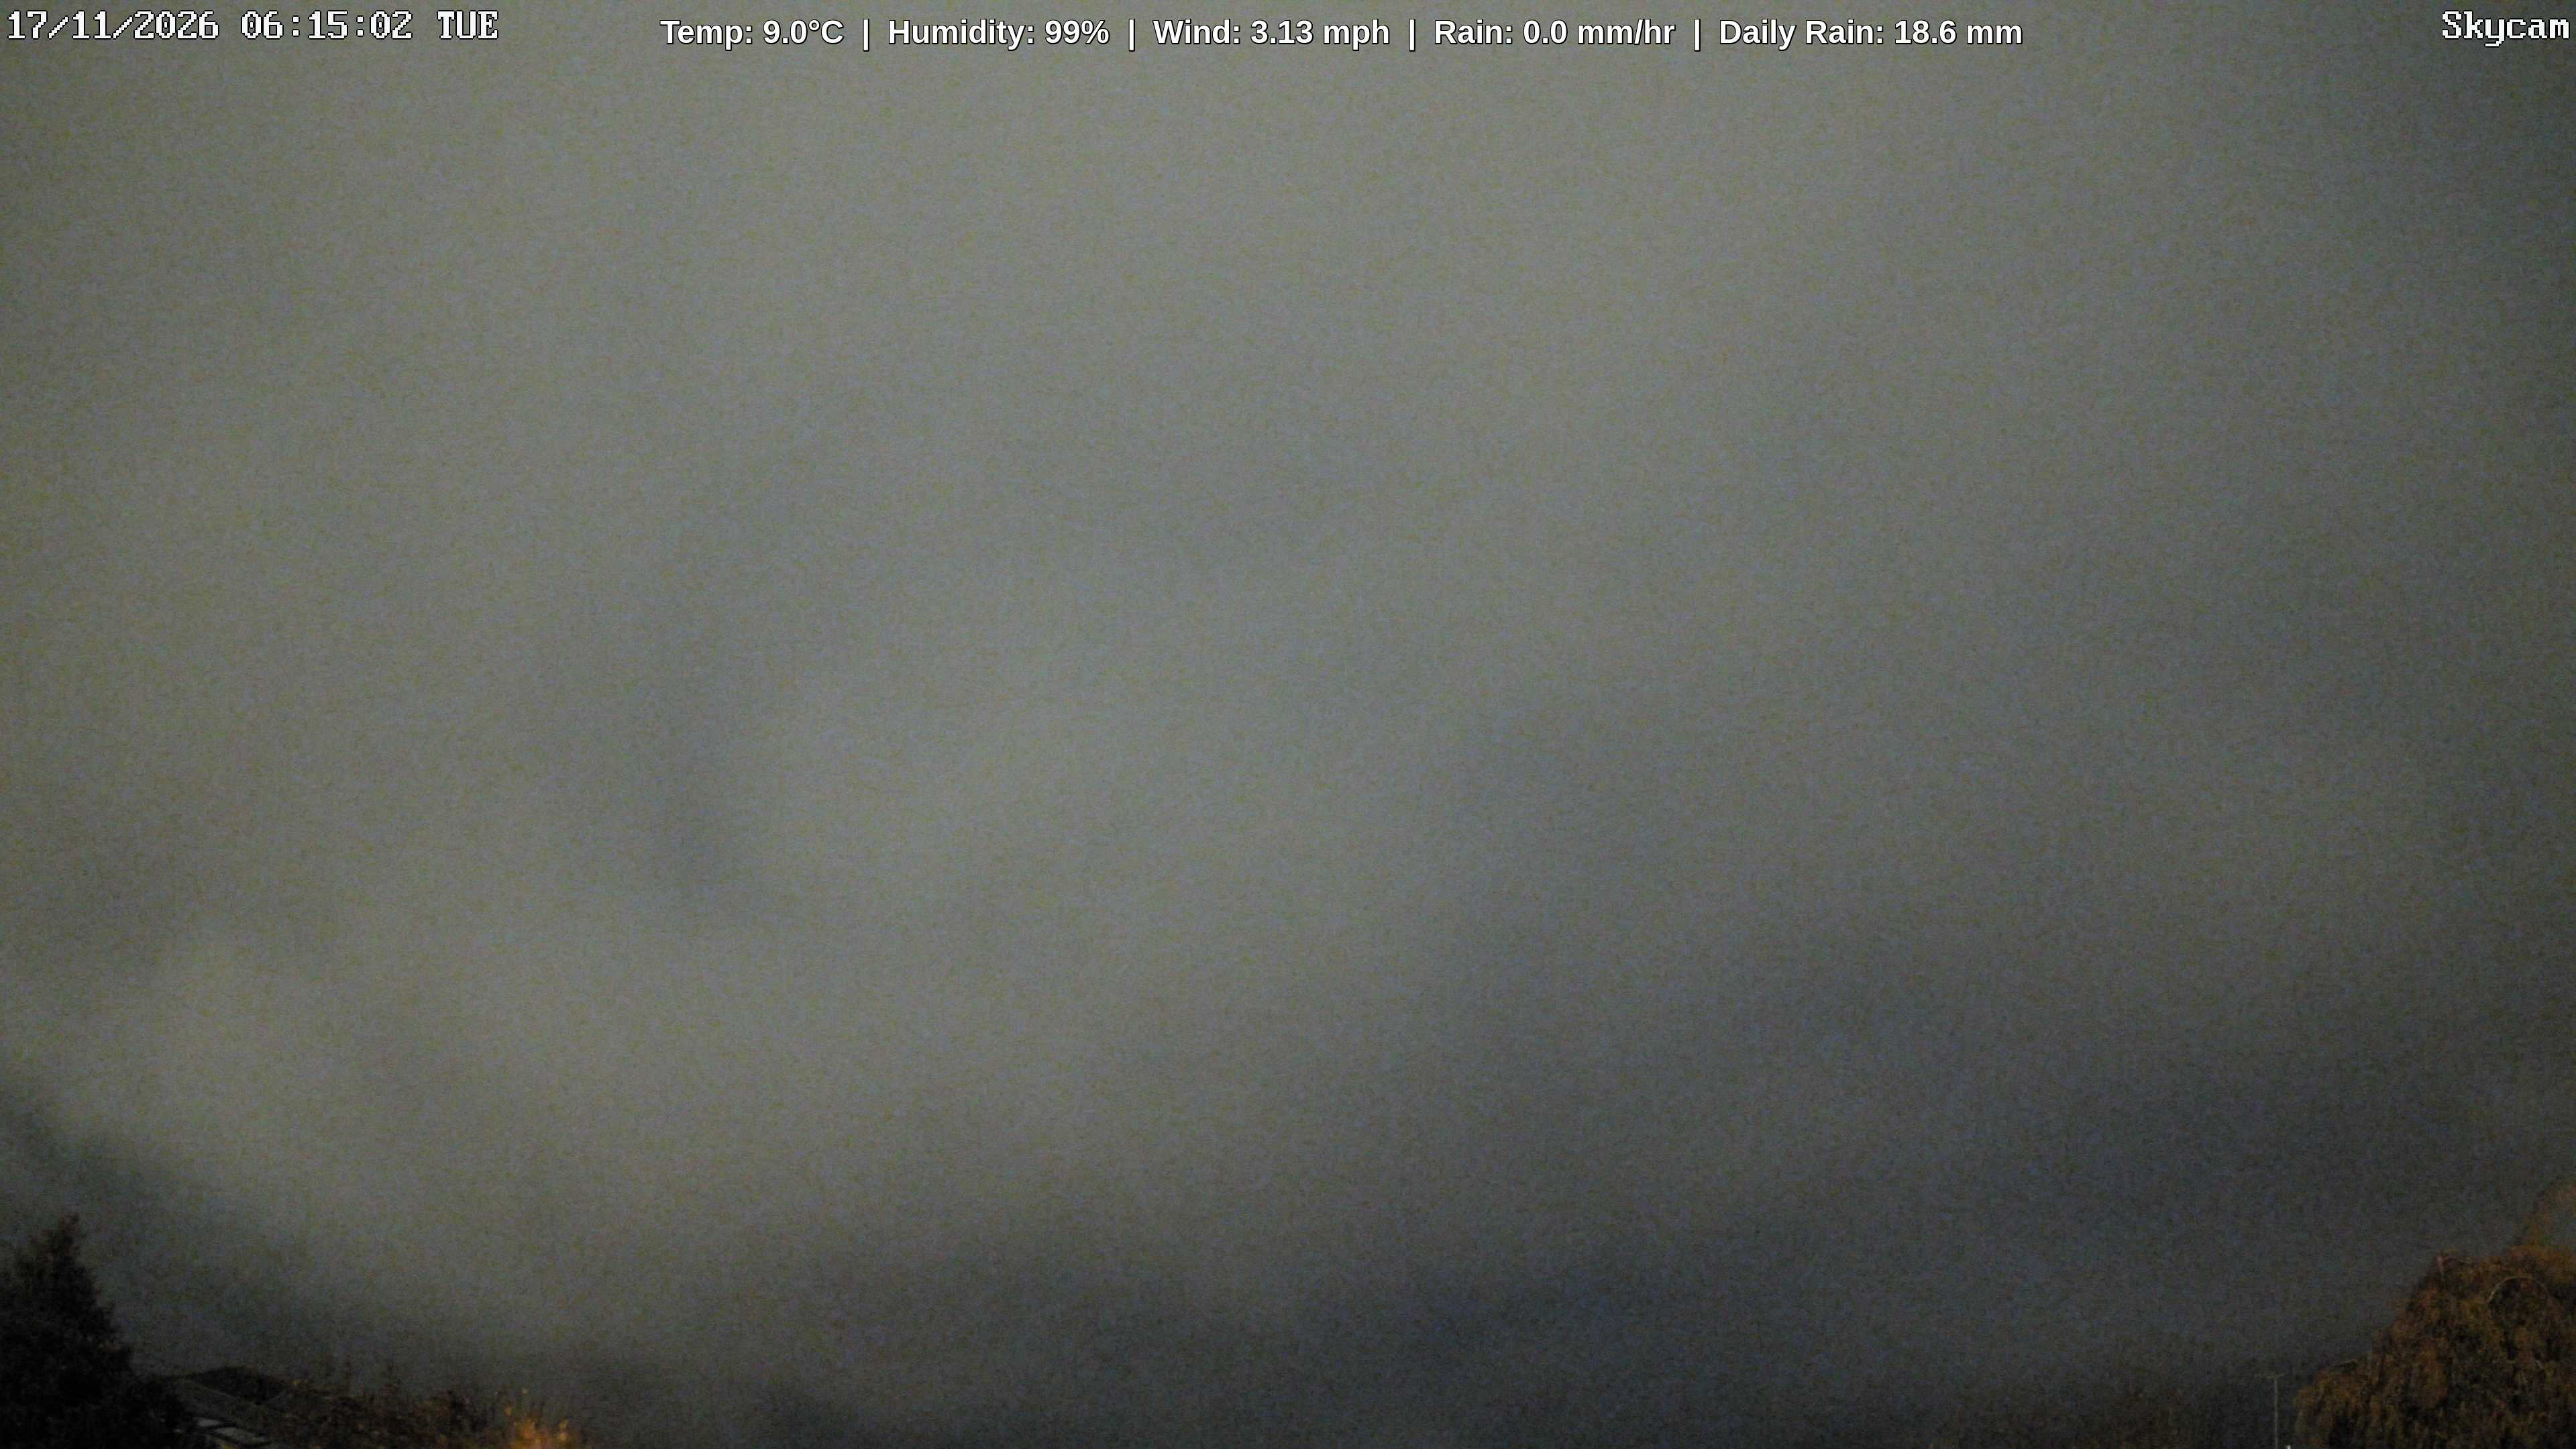 17/11/2026 06:15:02 TUE
Temp: 9.0°C | Humidity: 99% | Wind: 3.13 mph | Rain: 0.0 mm/hr | Daily Rain: 18.6 mm
Skycam